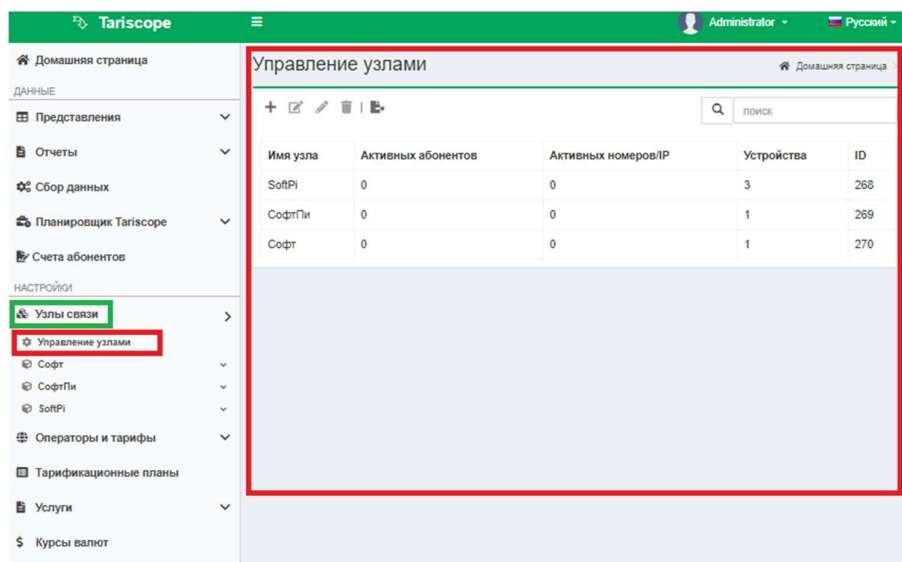 Tariscope
Administrator
Русский
Домашняя страница
ДАННЫЕ
Представления
Отчеты
Сбор данных
Планировщик Tariscope
Счета абонентов
НАСТРОЙКИ
Узлы связи
Управление узлами
Софт
СофтПи
SoftPi
Операторы и тарифы
Тарификационные планы
Услуги
Курсы валют
Управление узлами
Домашняя страница >
поиск
Имя узла Активных абонентов Активных номеров/IP Устройства ID
SoftPi 0 0 3 268
СофтПи 0 0 1 269
Софт 0 0 1 270